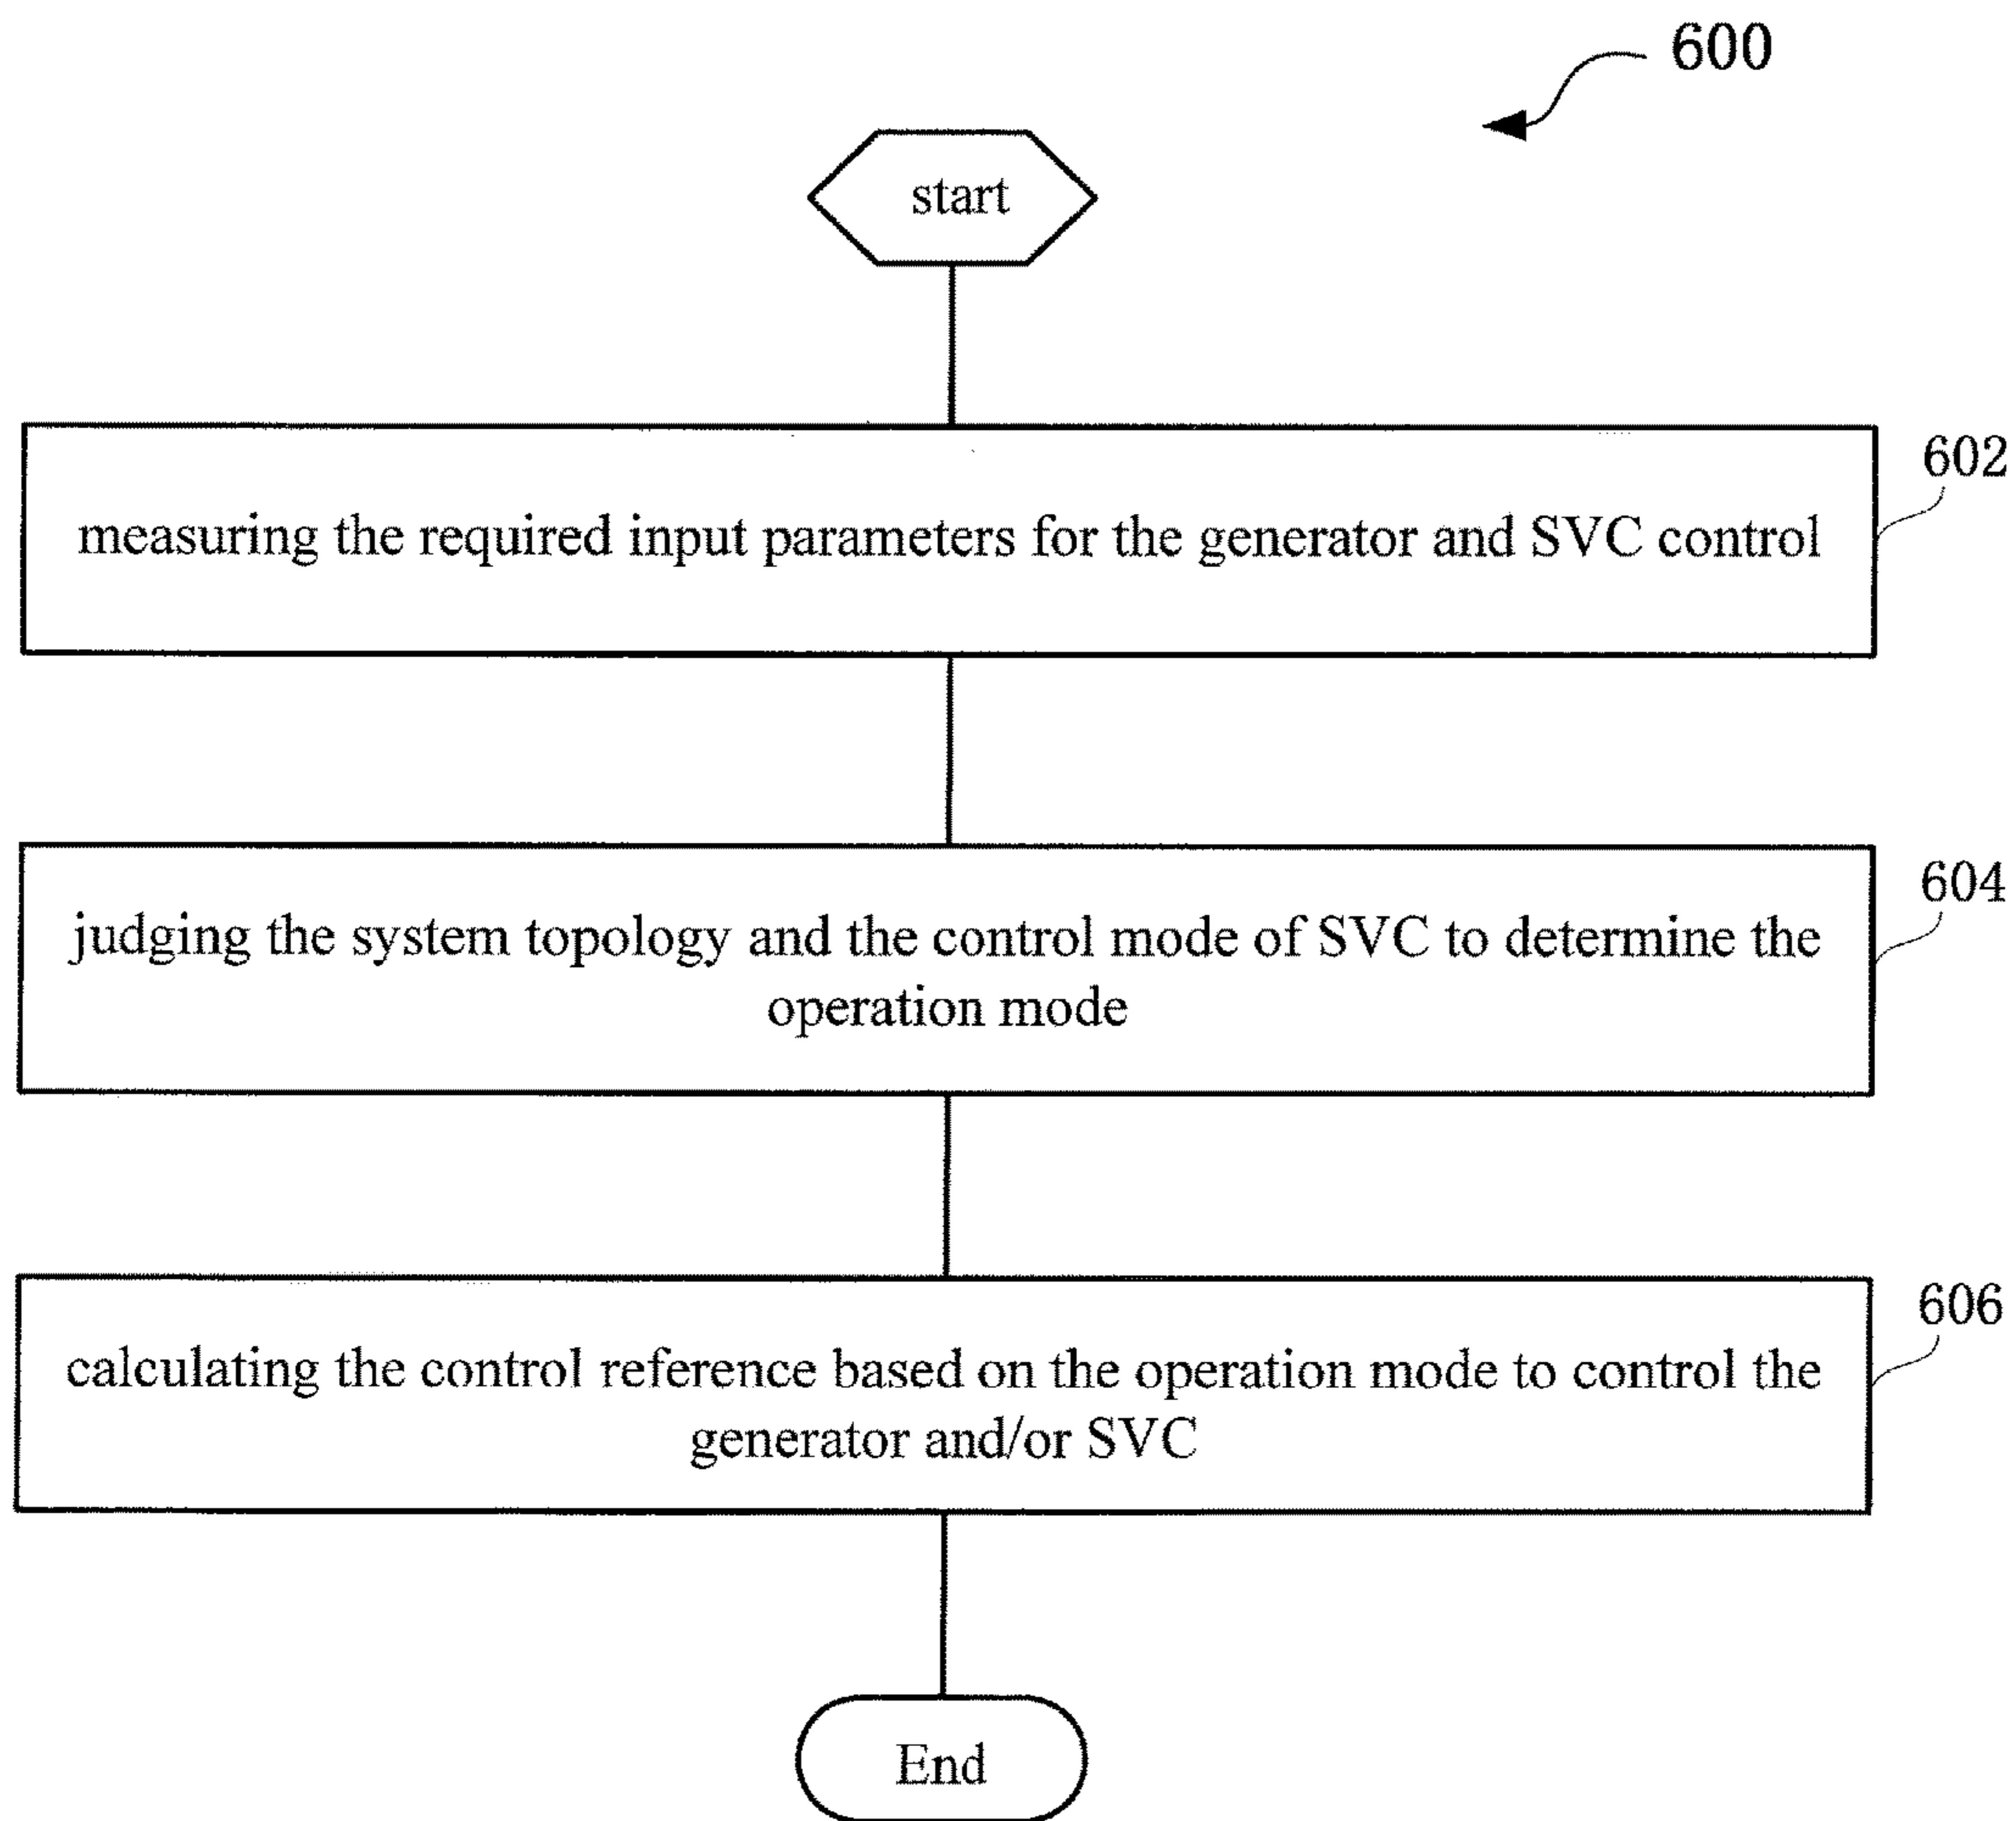 600
start
602
measuring the required input parameters for the generator and SVC control
604
judging the system topology and the control mode of SVC to determine the
operation mode
606
calculating the control reference based on the operation mode to control the
generator and/or SVC
End